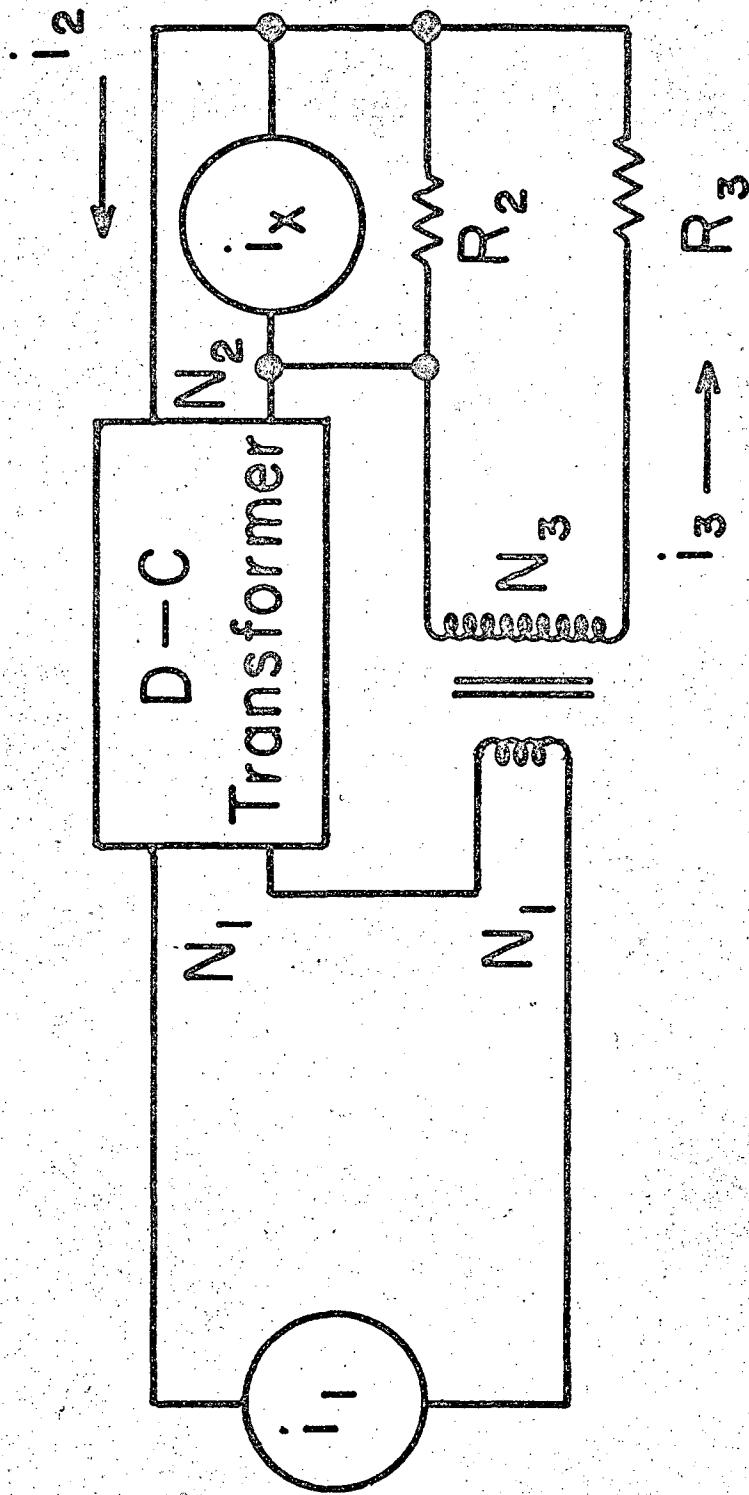 i₂
iₓ
N₂
R₂
R₃
D-C
Transformer
N₃
i₃
N₁
N₁
i₁